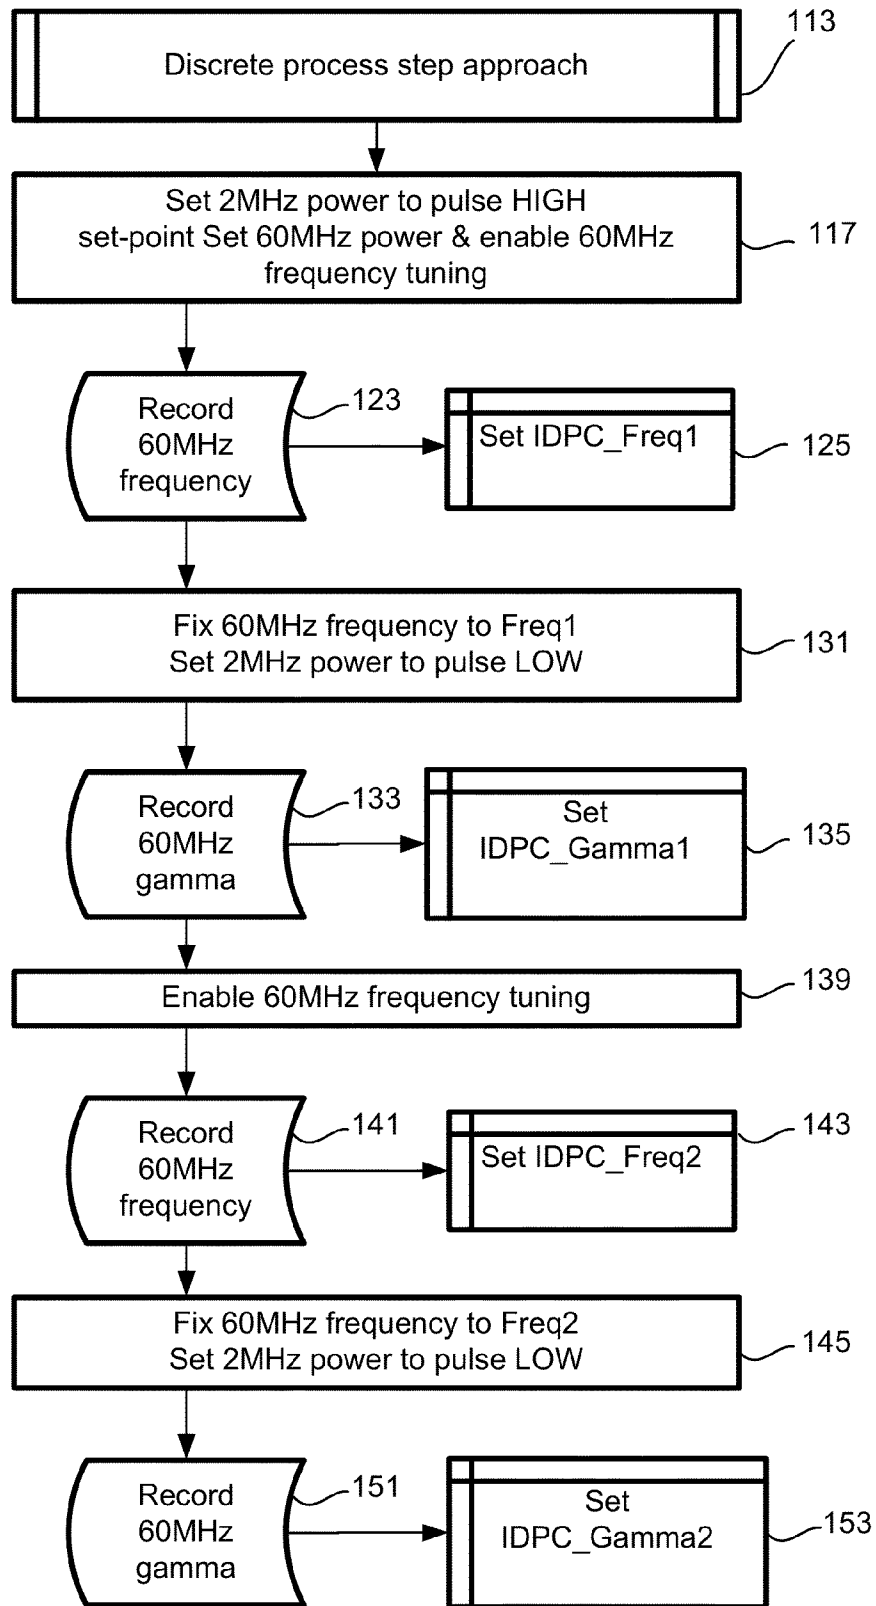 Discrete process step approach
113
Set 2MHz power to pulse HIGH
set-point Set 60MHz power & enable 60MHz
frequency tuning
117
Record
60MHz
frequency
123
Set IDPC_Freq1
125
Fix 60MHz frequency to Freq1
Set 2MHz power to pulse LOW
131
Record
60MHz
gamma
133
Set
IDPC_Gamma1
135
Enable 60MHz frequency tuning
139
Record
60MHz
frequency
141
Set IDPC_Freq2
143
Fix 60MHz frequency to Freq2
Set 2MHz power to pulse LOW
145
Record
60MHz
gamma
151
Set
IDPC_Gamma2
153